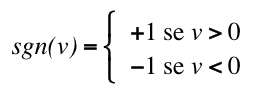 sgn(v) = { +1 se v > 0
−1 se v < 0